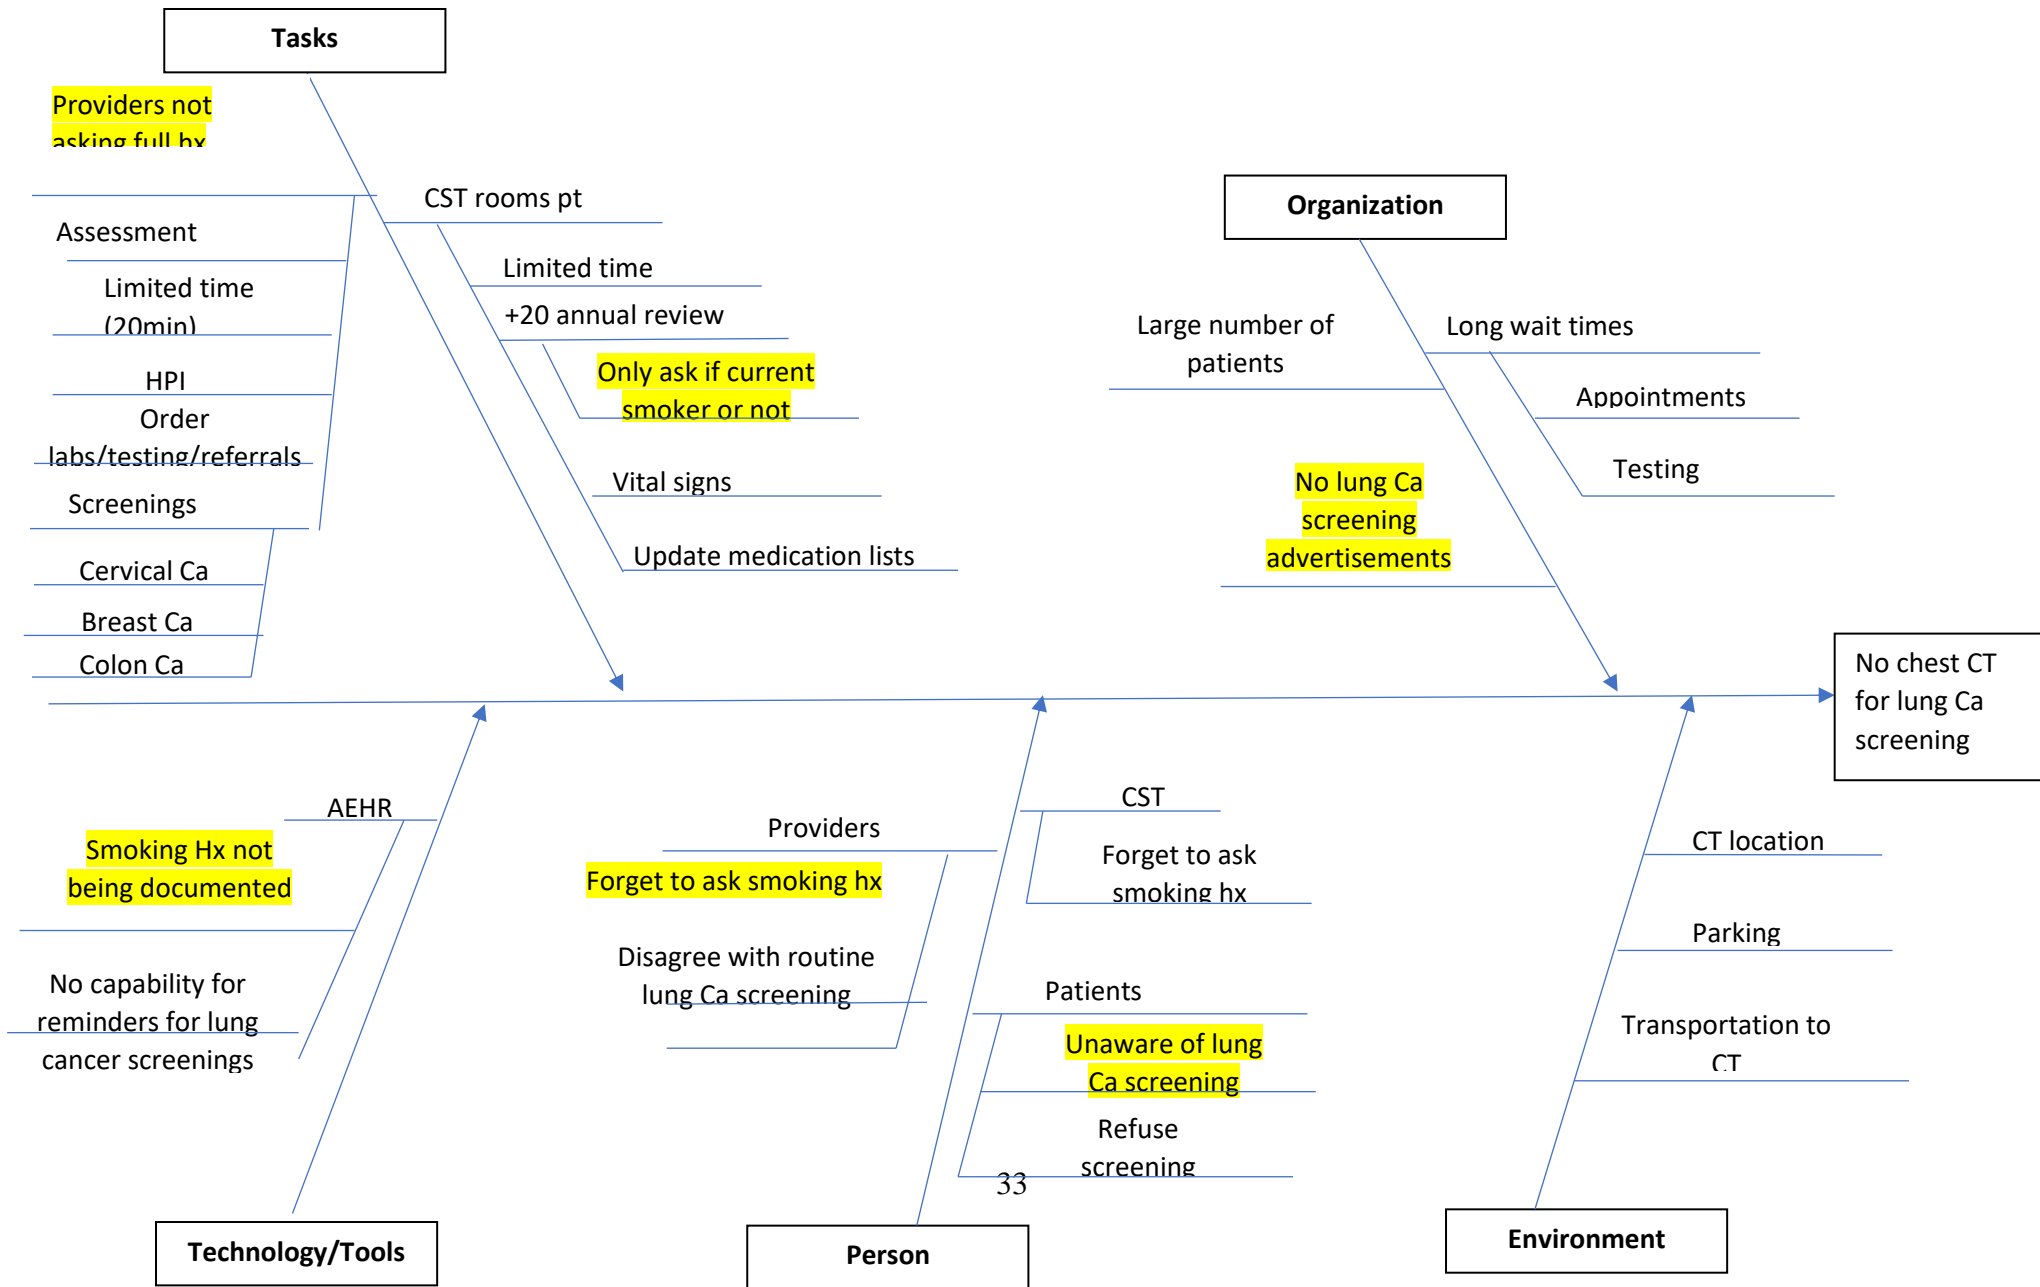 Tasks
Providers not
asking full hx
CST rooms pt
Assessment
Limited time
(20min)
HPI
Order
labs/testing/referrals
Screenings
Cervical Ca
Breast Ca
Colon Ca
Limited time
+20 annual review
Only ask if current
smoker or not
Vital signs
Update medication lists
Organization
Large number of
patients
Long wait times
Appointments
Testing
No lung Ca
screening
advertisements
No chest CT
for lung Ca
screening
AEHR
Smoking Hx not
being documented
No capability for
reminders for lung
cancer screenings
Providers
Forget to ask smoking hx
Disagree with routine
lung Ca screening
CST
Forget to ask
smoking hx
Patients
Unaware of lung
Ca screening
Refuse
screening
CT location
Parking
Transportation to
CT
33
Technology/Tools
Person
Environment